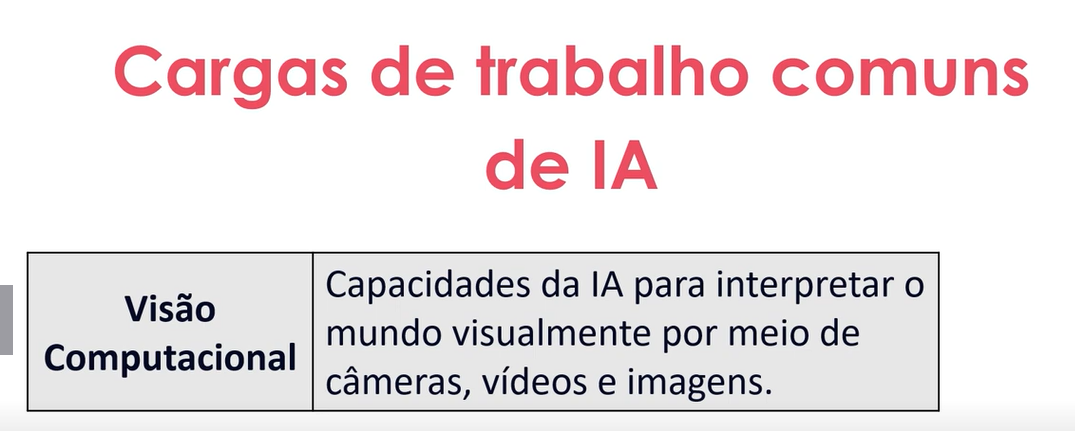 Cargas de trabalho comuns
de IA
Visão
Computacional
Capacidades da IA para interpretar o
mundo visualmente por meio de
câmeras, vídeos e imagens.